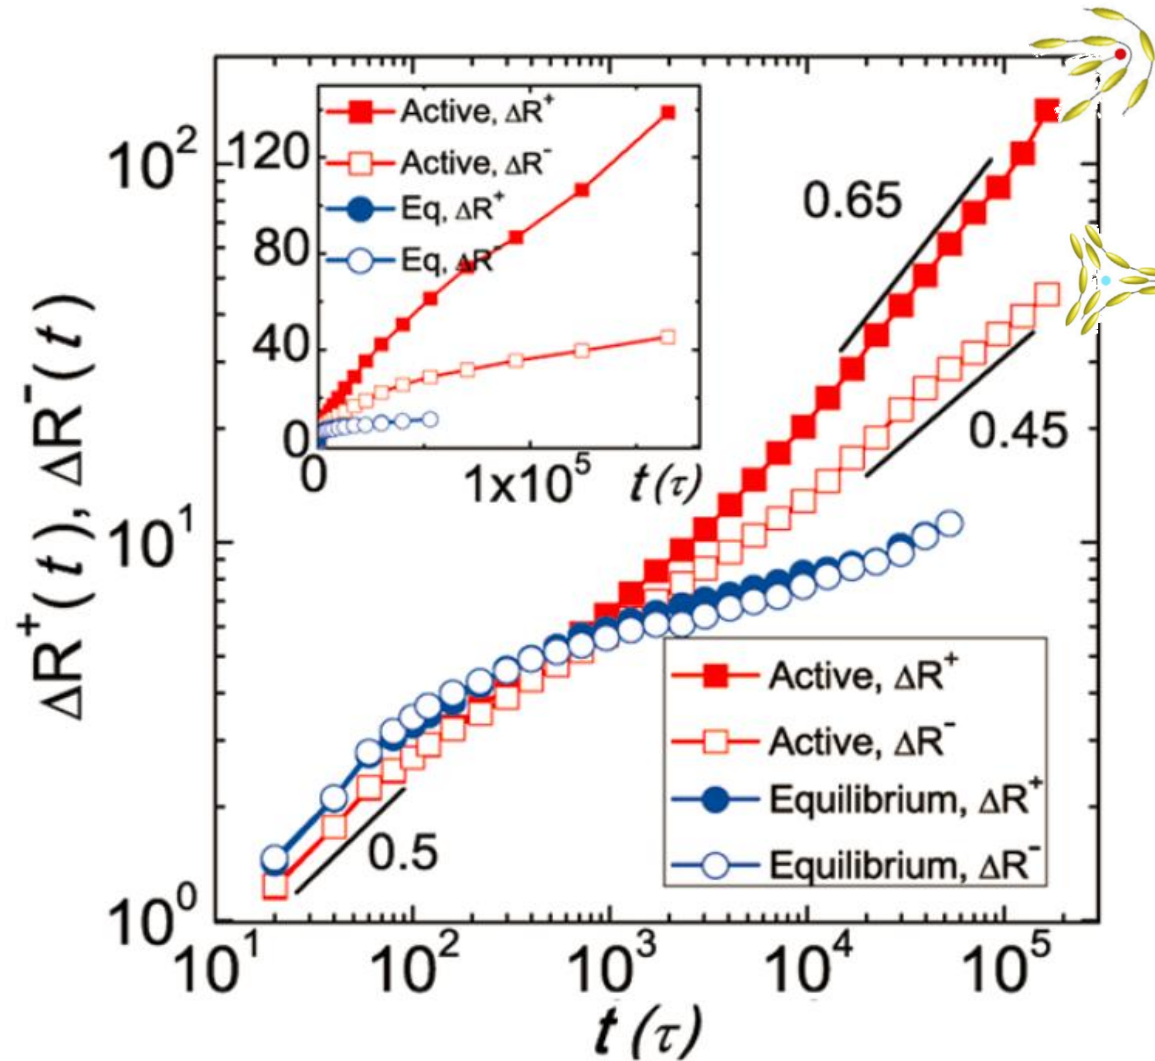 ΔR⁺(t), ΔR⁻(t)
10²
10¹
10⁰
120
80
40
0
Active, ΔR⁺
Active, ΔR⁻
Eq, ΔR⁺
Eq, ΔR⁻
0
1x10⁵
t(τ)
0.65
0.45
0.5
Active, ΔR⁺
Active, ΔR⁻
Equilibrium, ΔR⁺
Equilibrium, ΔR⁻
10¹ 10² 10³ 10⁴ 10⁵
t(τ)